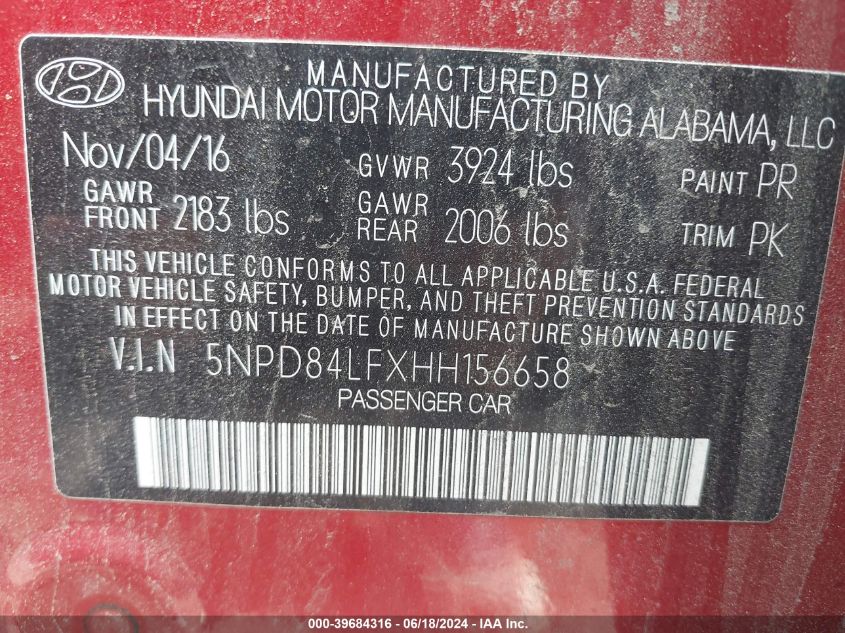 MANUFACTURED BY
HYUNDAI MOTOR MANUFACTURING ALABAMA, LLC
Nov/04/16 GVWR 3924 lbs PAINT PR
GAWR FRONT 2183 lbs GAWR REAR 2006 lbs TRIM PK
THIS VEHICLE CONFORMS TO ALL APPLICABLE U.S.A. FEDERAL
MOTOR VEHICLE SAFETY, BUMPER, AND THEFT PREVENTION STANDARDS
IN EFFECT ON THE DATE OF MANUFACTURE SHOWN ABOVE
V.I.N 5NPD84LFXHH156658
PASSENGER CAR
000-39684316 - 06/18/2024 - IAA Inc.